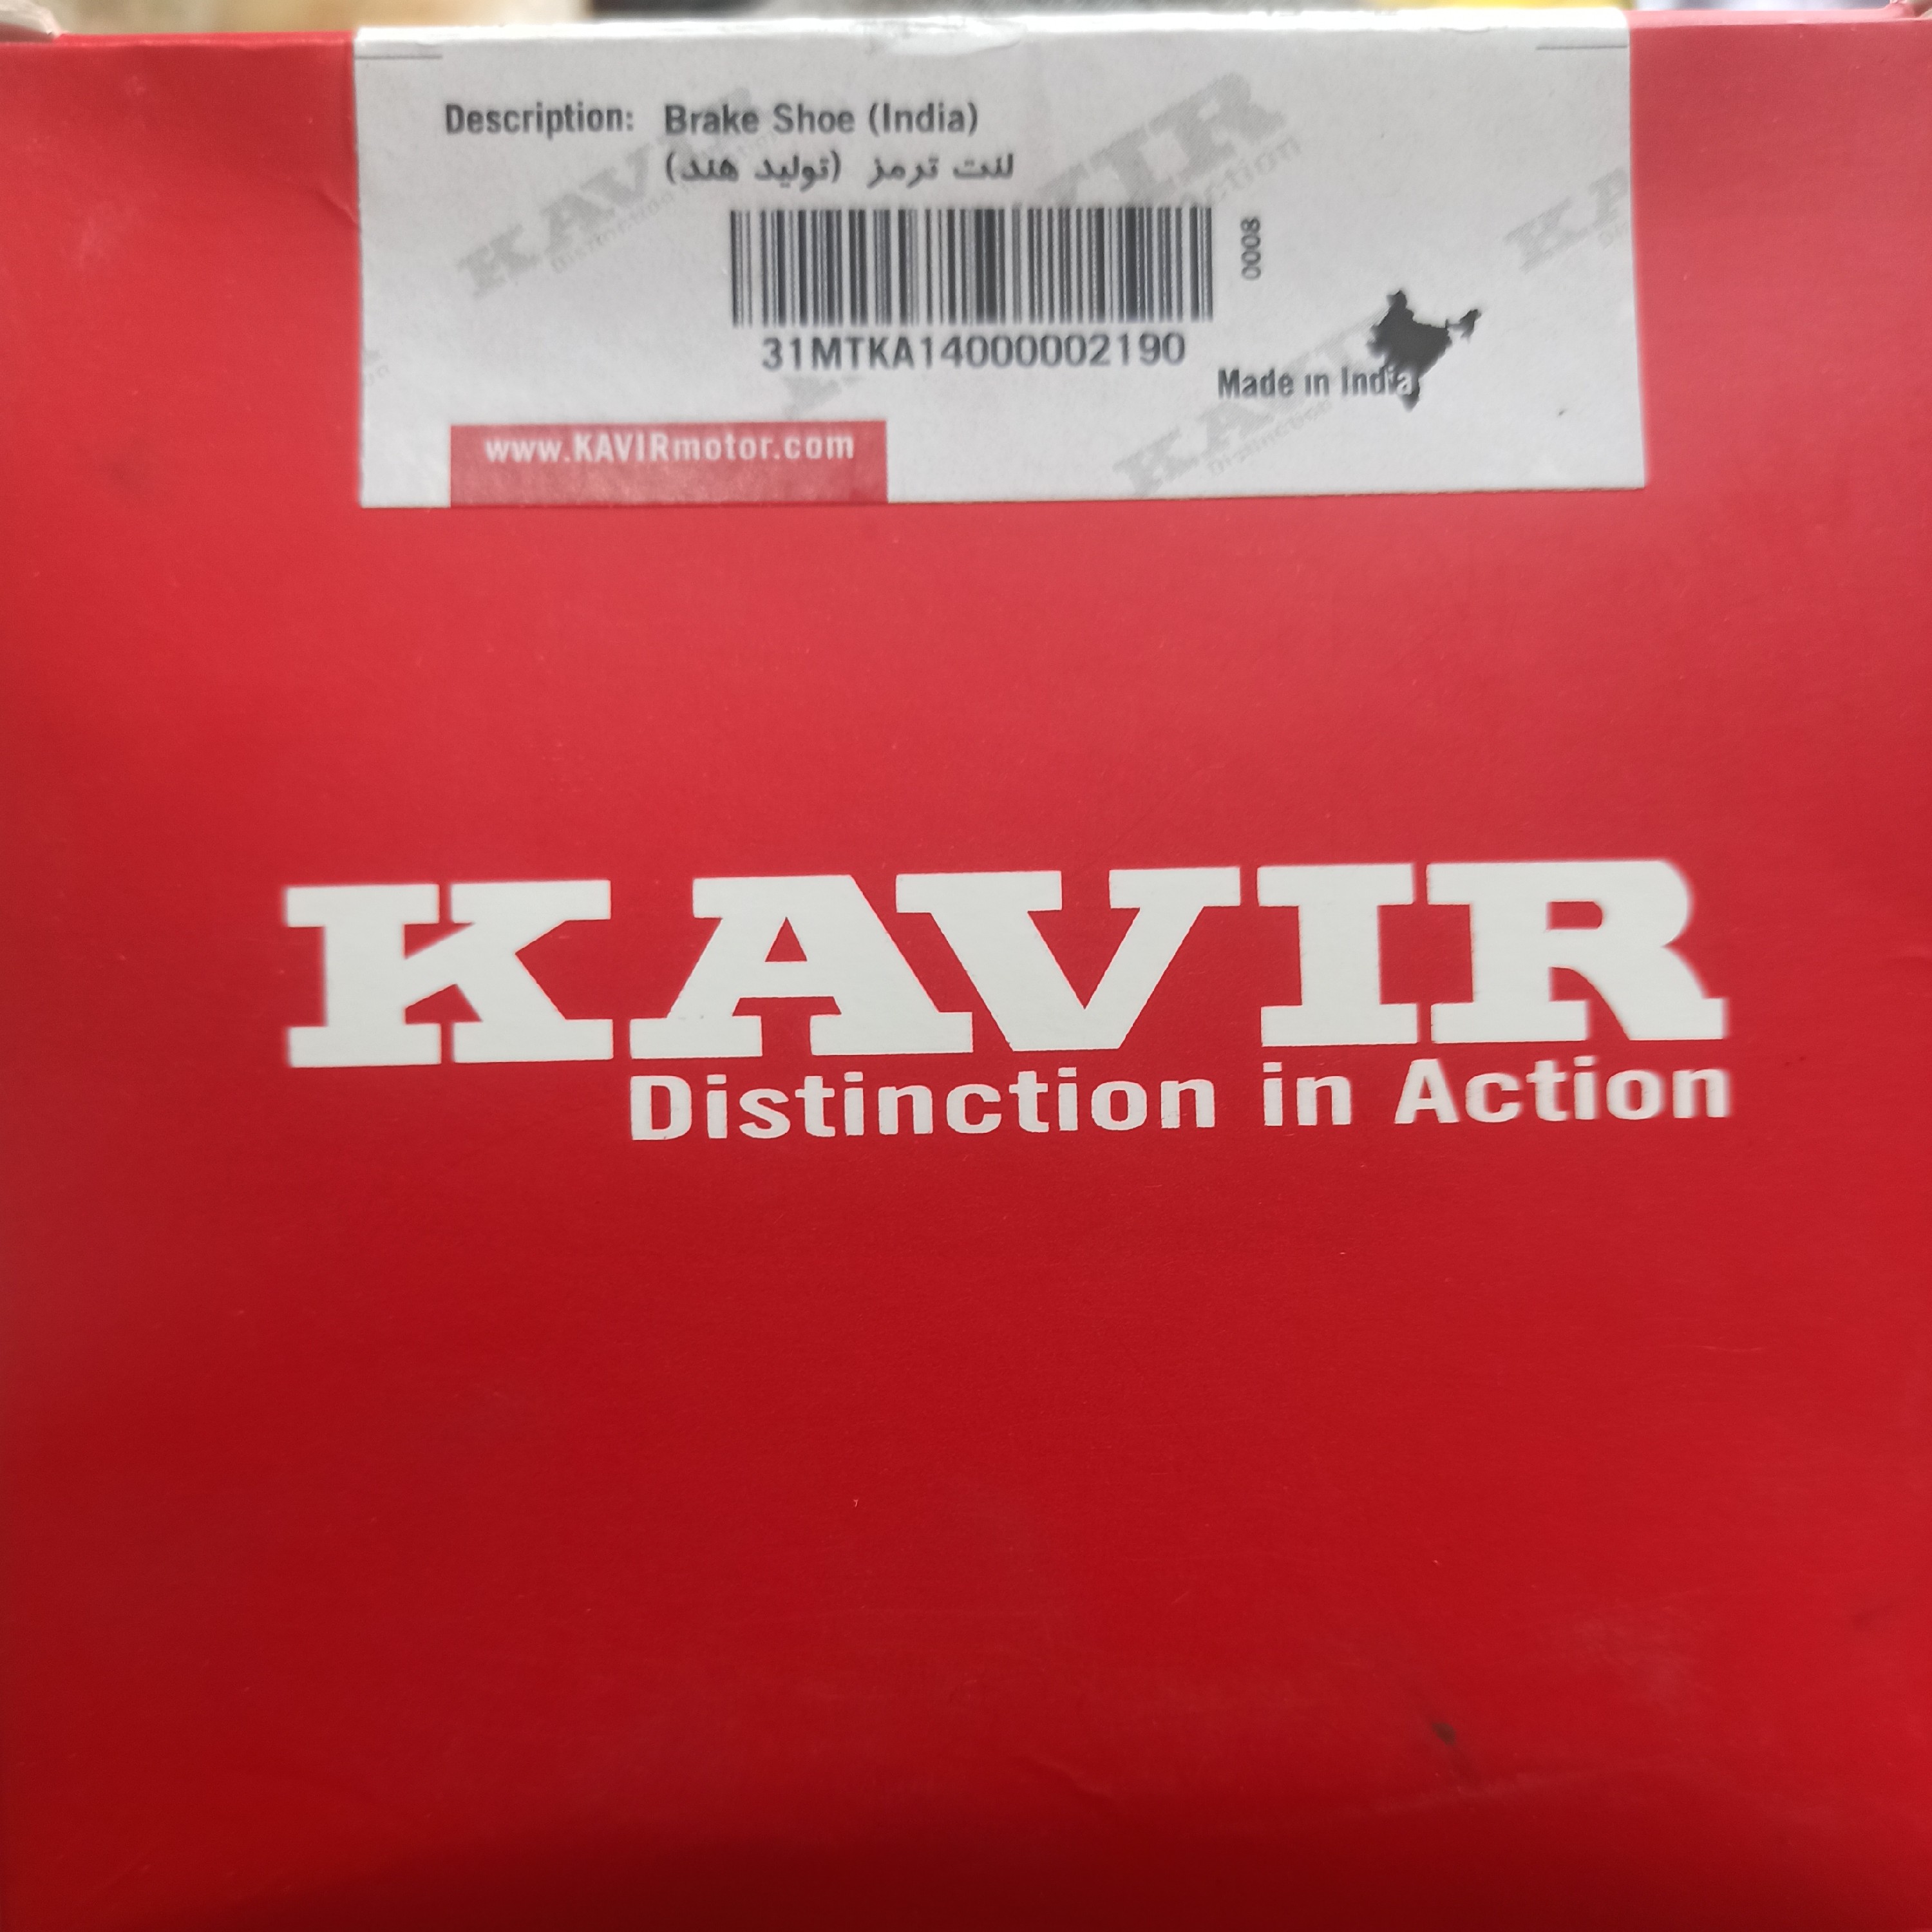 Description: Brake Shoe (India)
لنت ترمز (تولید هند)
0008
31MTKA14000002190
Made in India
www.KAVIRmotor.com
KAVIR
Distinction in Action